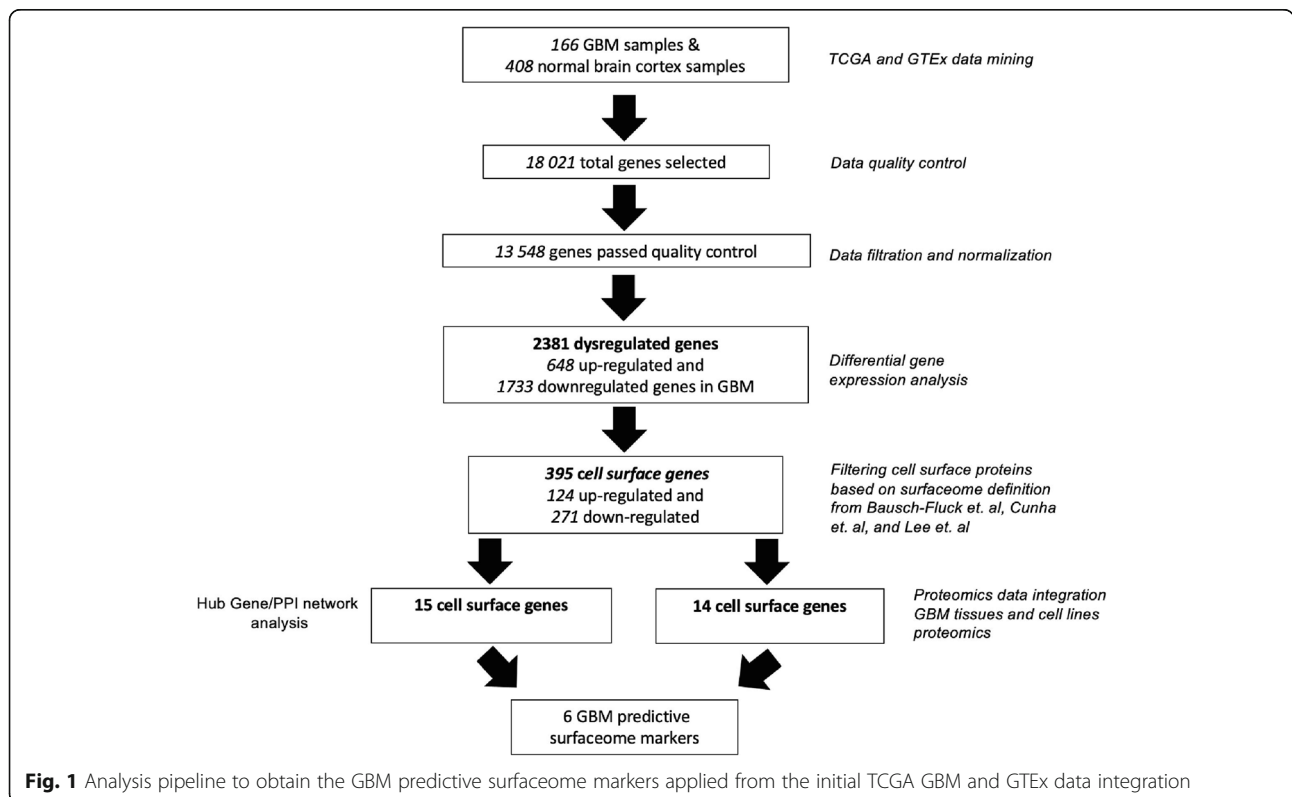 166 GBM samples &
408 normal brain cortex samples
TCGA and GTEx data mining
18 021 total genes selected
Data quality control
13 548 genes passed quality control
Data filtration and normalization
2381 dysregulated genes
648 up-regulated and
1733 downregulated genes in GBM
Differential gene
expression analysis
395 cell surface genes
124 up-regulated and
271 down-regulated
Filtering cell surface proteins
based on surfaceome definition
from Bausch-Fluck et. al, Cunha
et. al, and Lee et. al
Hub Gene/PPI network
analysis
15 cell surface genes
14 cell surface genes
Proteomics data integration
GBM tissues and cell lines
proteomics
6 GBM predictive
surfaceome markers
Fig. 1 Analysis pipeline to obtain the GBM predictive surfaceome markers applied from the initial TCGA GBM and GTEx data integration